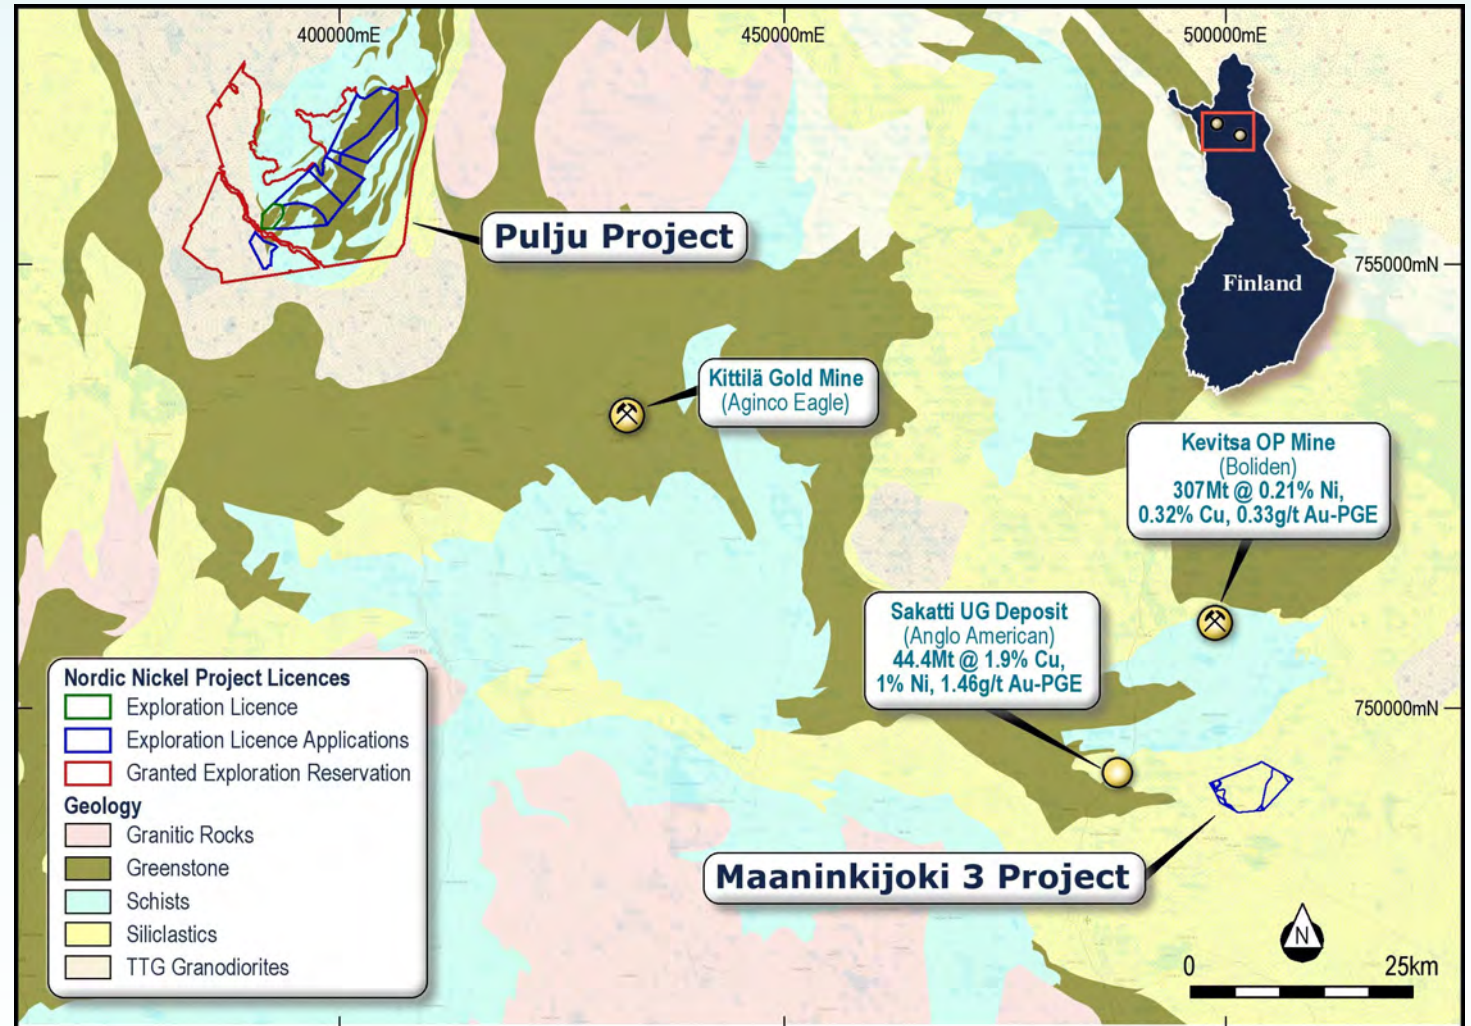 400000mE
450000mE
500000mE
Pulju Project
755000mN
Finland
Kittilä Gold Mine
(Aginco Eagle)
Kevitsa OP Mine
(Boliden)
307Mt @ 0.21% Ni,
0.32% Cu, 0.33g/t Au-PGE
Sakatti UG Deposit
(Anglo American)
44.4Mt @ 1.9% Cu,
1% Ni, 1.46g/t Au-PGE
750000mN
Nordic Nickel Project Licences
Exploration Licence
Exploration Licence Applications
Granted Exploration Reservation
Geology
Granitic Rocks
Greenstone
Schists
Siliclastics
TTG Granodiorites
Maaninkijoki 3 Project
N
0 25km